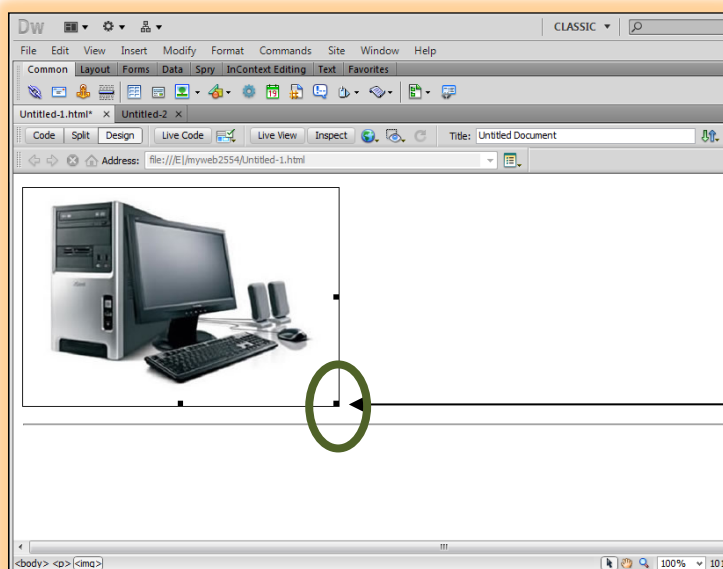 Dw CLASSIC
File Edit View Insert Modify Format Commands Site Window Help
Common Layout Forms Data Spry InContext Editing Text Favorites
19
Untitled-1.html* × Untitled-2 ×
Code Split Design Live Code Live View Inspect Title: Untitled Document
Address: file:///E|/myweb2554/Untitled-1.html
<body> <p> <img> 100%